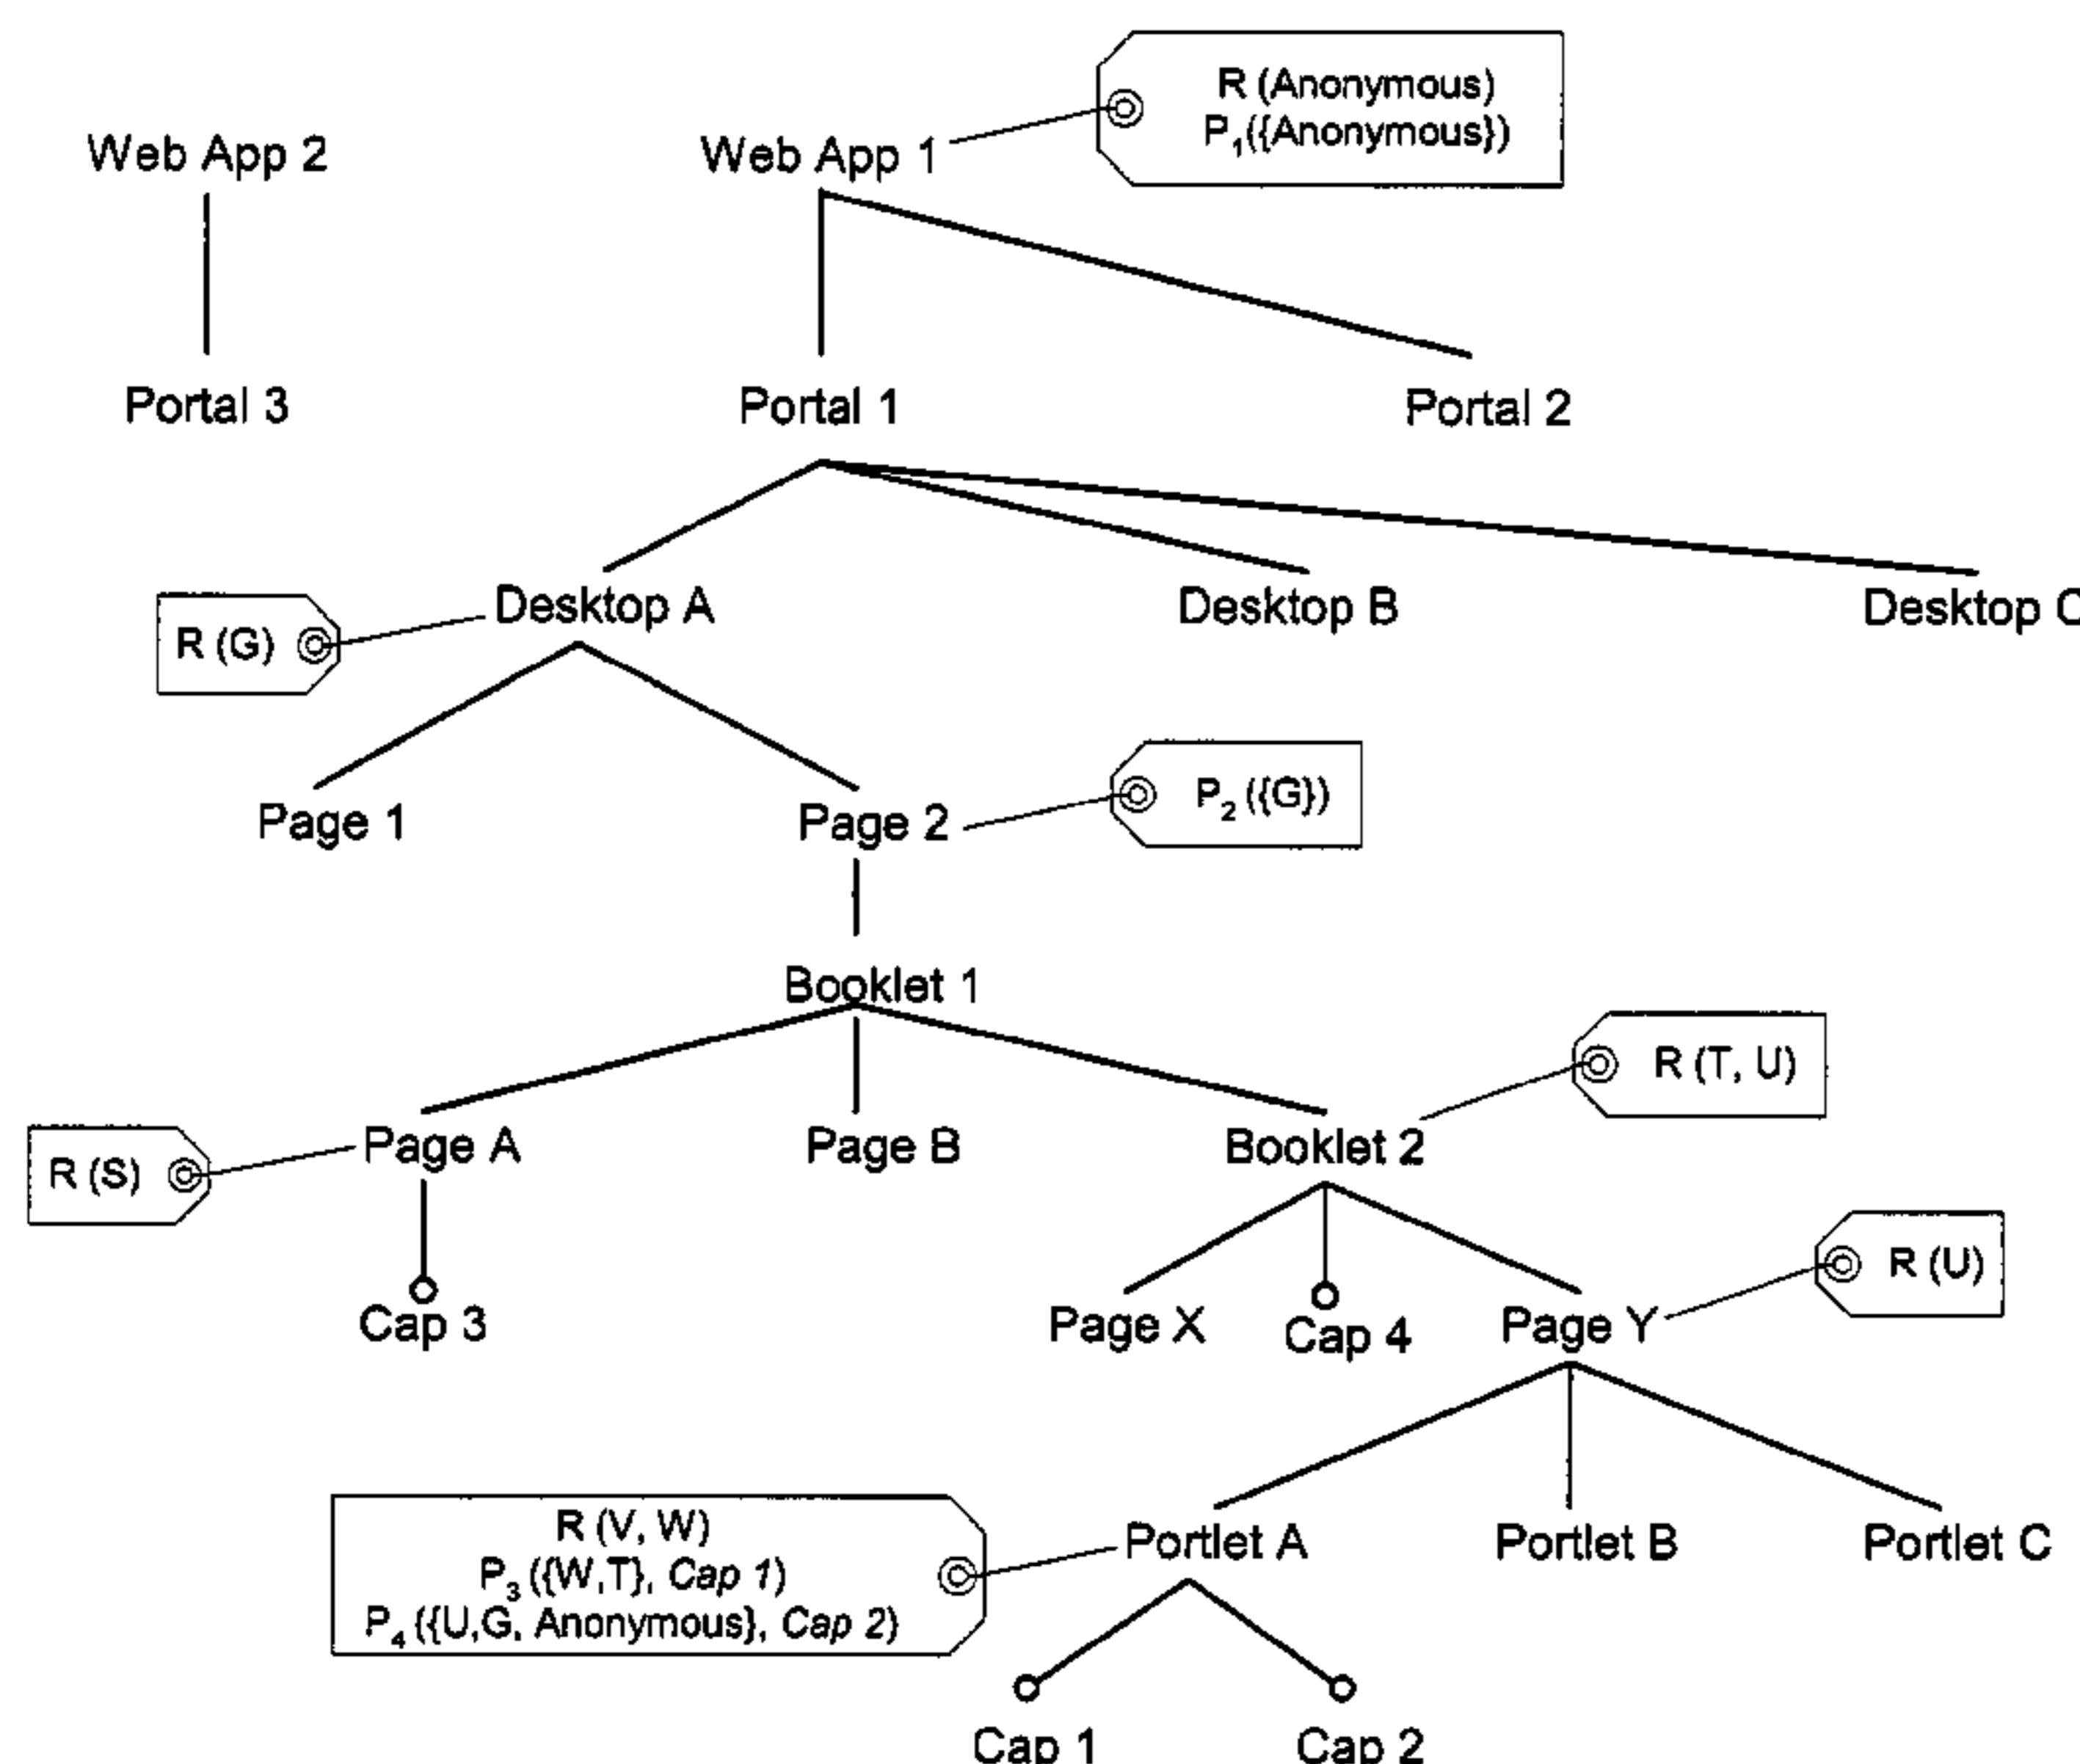 R (Anonymous)
P₁({Anonymous})
Web App 2
Web App 1
Portal 3
Portal 1
Portal 2
Desktop A
Desktop B
Desktop C
R (G)
P₂ ({G})
Page 1
Page 2
Booklet 1
R (T, U)
R (S)
Page A
Page B
Booklet 2
R (U)
Cap 3
Page X
Cap 4
Page Y
R (V, W)
P₃ ({W,T}, Cap 1)
P₄ ({U,G, Anonymous}, Cap 2)
Portlet A
Portlet B
Portlet C
Cap 1
Cap 2